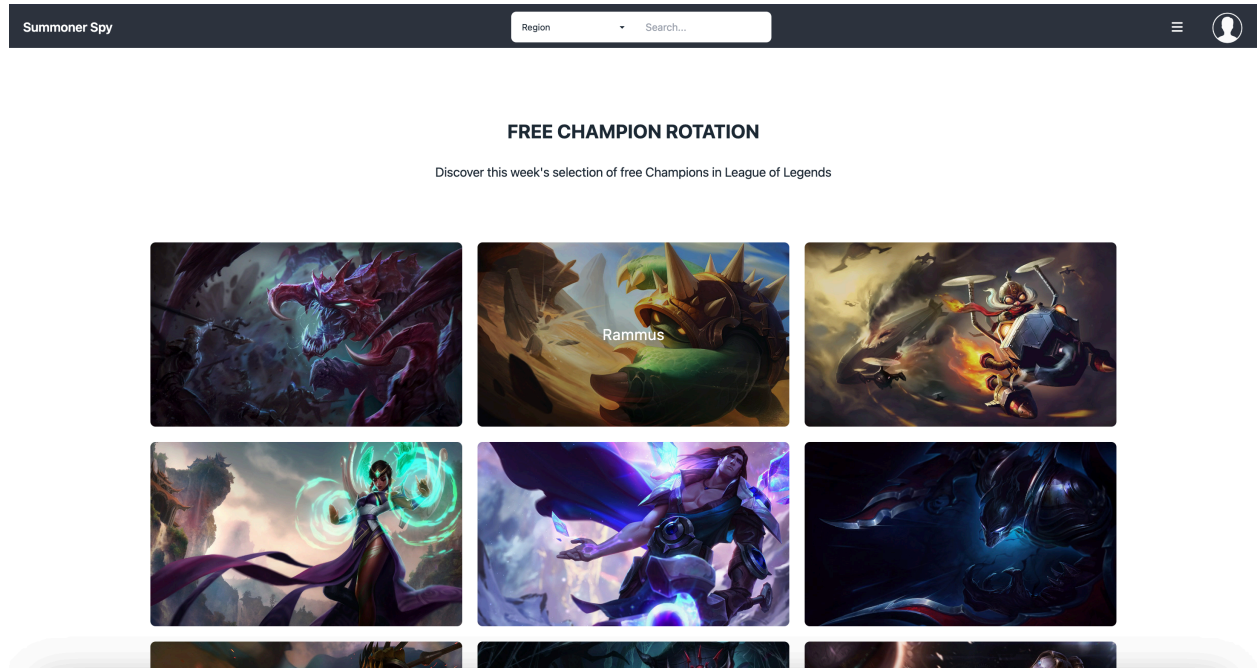 Summoner Spy
Region
Search...
FREE CHAMPION ROTATION
Discover this week's selection of free Champions in League of Legends
Rammus